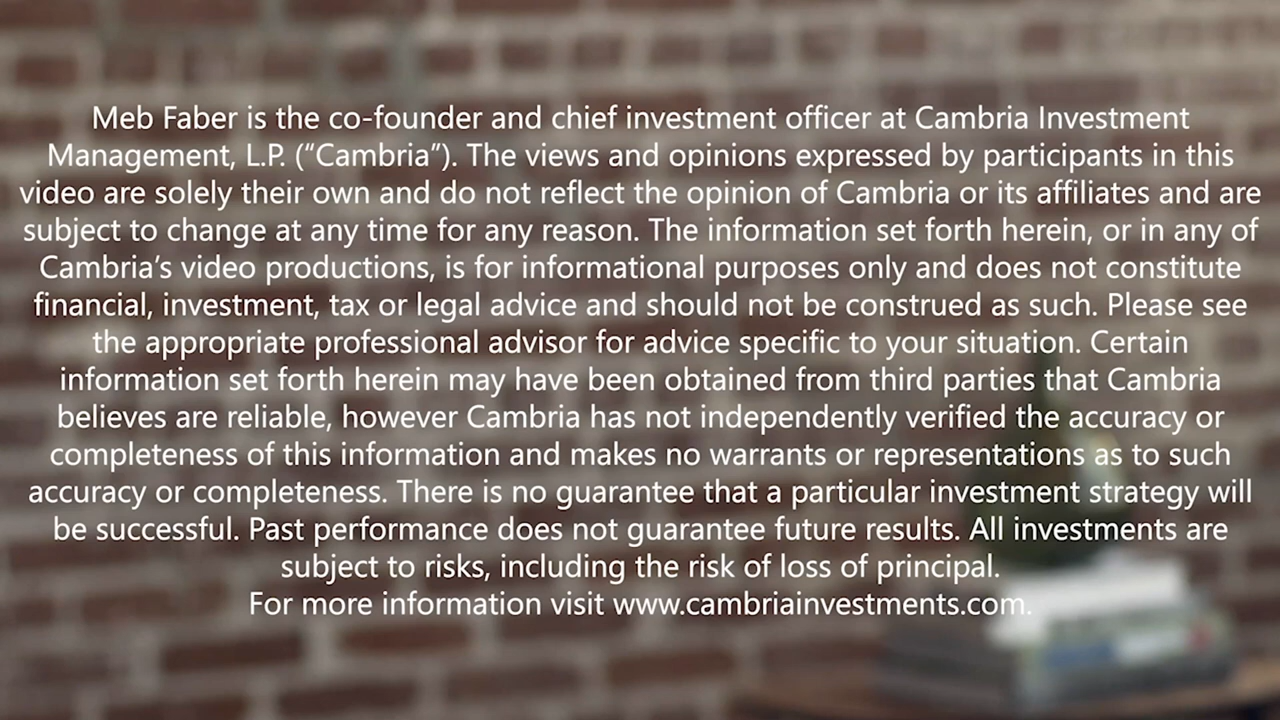 Meb Faber is the co-founder and chief investment officer at Cambria Investment
Management, L.P. (“Cambria”). The views and opinions expressed by participants in this
video are solely their own and do not reflect the opinion of Cambria or its affiliates and are
subject to change at any time for any reason. The information set forth herein, or in any of
Cambria’s video productions, is for informational purposes only and does not constitute
financial, investment, tax or legal advice and should not be construed as such. Please see
the appropriate professional advisor for advice specific to your situation. Certain
information set forth herein may have been obtained from third parties that Cambria
believes are reliable, however Cambria has not independently verified the accuracy or
completeness of this information and makes no warrants or representations as to such
accuracy or completeness. There is no guarantee that a particular investment strategy will
be successful. Past performance does not guarantee future results. All investments are
subject to risks, including the risk of loss of principal.
For more information visit www.cambriainvestments.com.